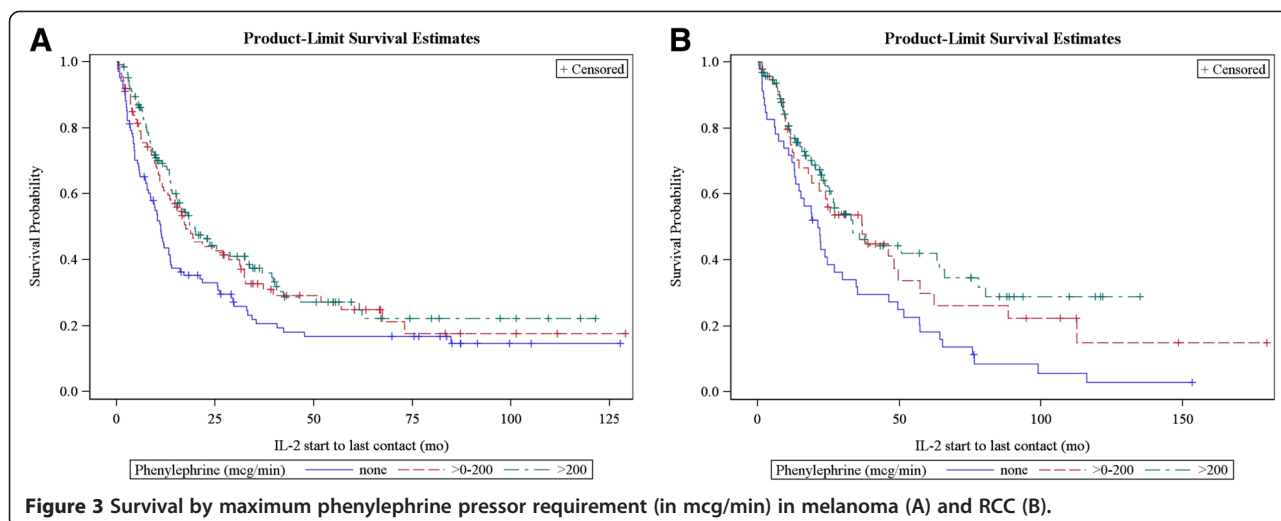 A
Product-Limit Survival Estimates
+ Censored
1.0
0.8
0.6
0.4
0.2
0.0
Survival Probability
0 25 50 75 100 125
IL-2 start to last contact (mo)
Phenylephrine (mcg/min) none >0-200 >200
B
Product-Limit Survival Estimates
+ Censored
1.0
0.8
0.6
0.4
0.2
0.0
Survival Probability
0 50 100 150
IL-2 start to last contact (mo)
Phenylephrine (mcg/min) none >0-200 >200
Figure 3 Survival by maximum phenylephrine pressor requirement (in mcg/min) in melanoma (A) and RCC (B).